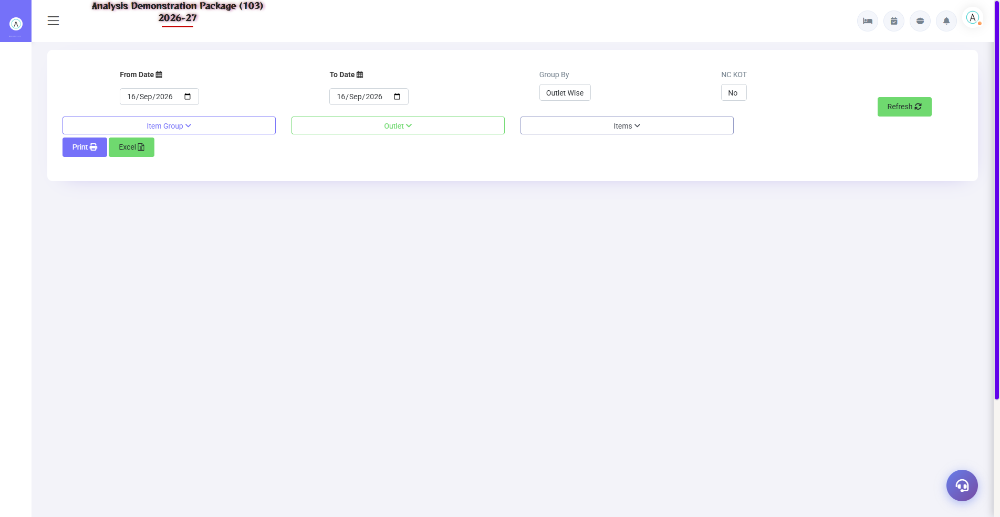 Analysis Demonstration Package (103)
2026-27
A
A
From Date
To Date
Group By
NC KOT
16/Sep/2026
16/Sep/2026
Outlet Wise
No
Refresh
Item Group
Outlet
Items
Print
Excel